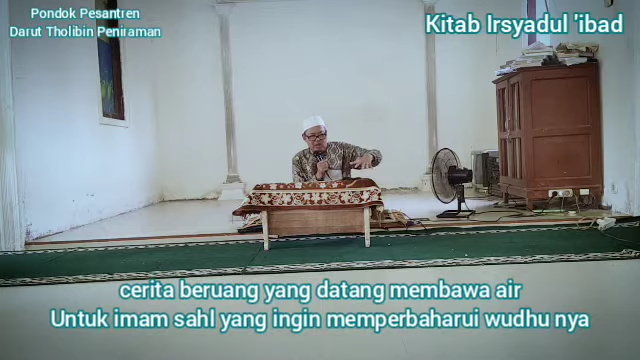 Pondok Pesantren
Darut Tholibin Peniraman
Kitab Irsyadul 'ibad
cerita beruang yang datang membawa air
Untuk imam sahl yang ingin memperbaharui wudhu nya